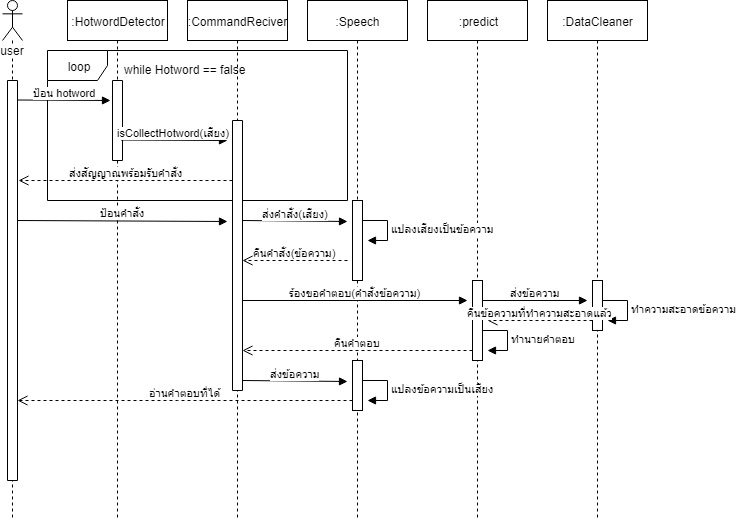 :HotwordDetector
:CommandReciver
:Speech
:predict
:DataCleaner
user
loop
while Hotword == false
ป้อน hotword
isCollectHotword(เสียง)
ส่งสัญญาณพร้อมรับคำสั่ง
ป้อนคำสั่ง
ส่งคำสั่ง(เสียง)
แปลงเสียงเป็นข้อความ
คืนคำสั่ง(ข้อความ)
ร้องขอคำตอบ(คำสั่งข้อความ)
ส่งข้อความ
ทำความสะอาดข้อความ
คืนข้อความที่ทำความสะอาดแล้ว
ทำนายคำตอบ
คืนคำตอบ
ส่งข้อความ
แปลงข้อความเป็นเสียง
อ่านคำตอบที่ได้